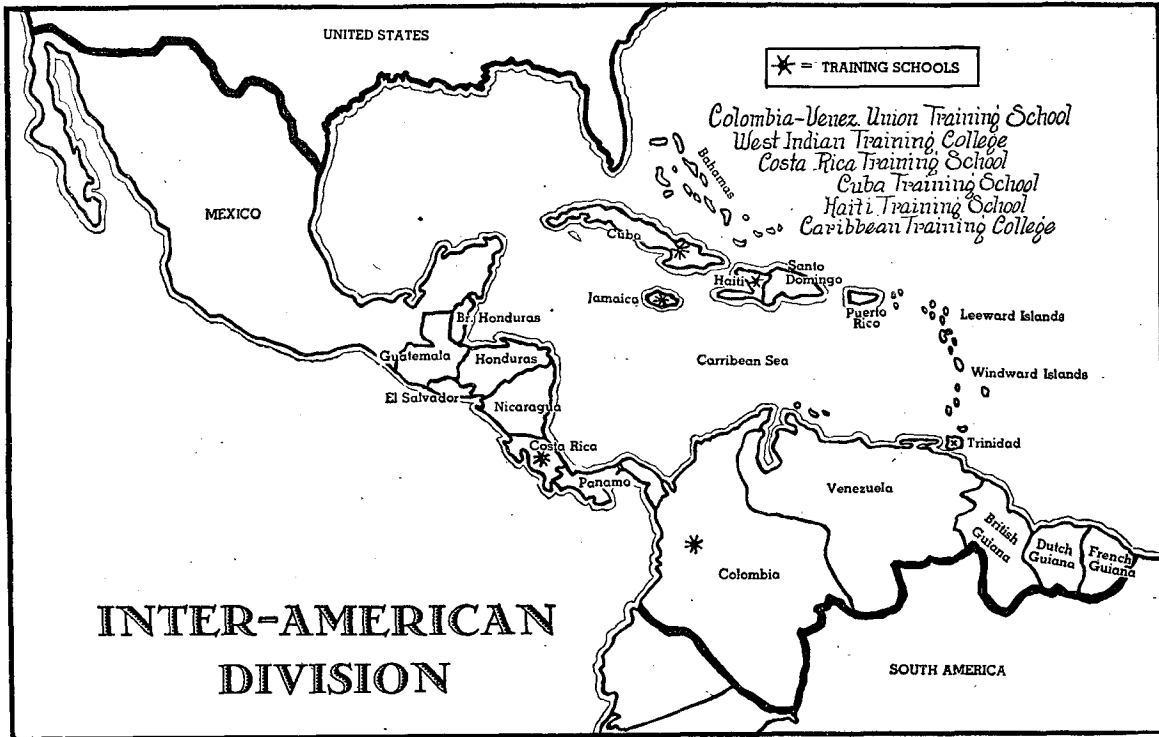 UNITED STATES
= TRAINING SCHOOLS
Colombia-Venez. Union Training School
West Indian Training College
Costa Rica Training School
Cuba Training School
Haiti Training School
Caribbean Training College
Bahamas
MEXICO
Cuba
Haiti
Santo
Domingo
Jamaica
Puerto
Rico
Leeward Islands
Br. Honduras
Guatemala
Honduras
Carribean Sea
Windward Islands
El Salvador
Nicaragua
Costa Rica
Trinidad
Panamo
Venezuela
British
Guiana
Dutch
Guiana
French
Guiana
Colombia
INTER-AMERICAN
DIVISION
SOUTH AMERICA